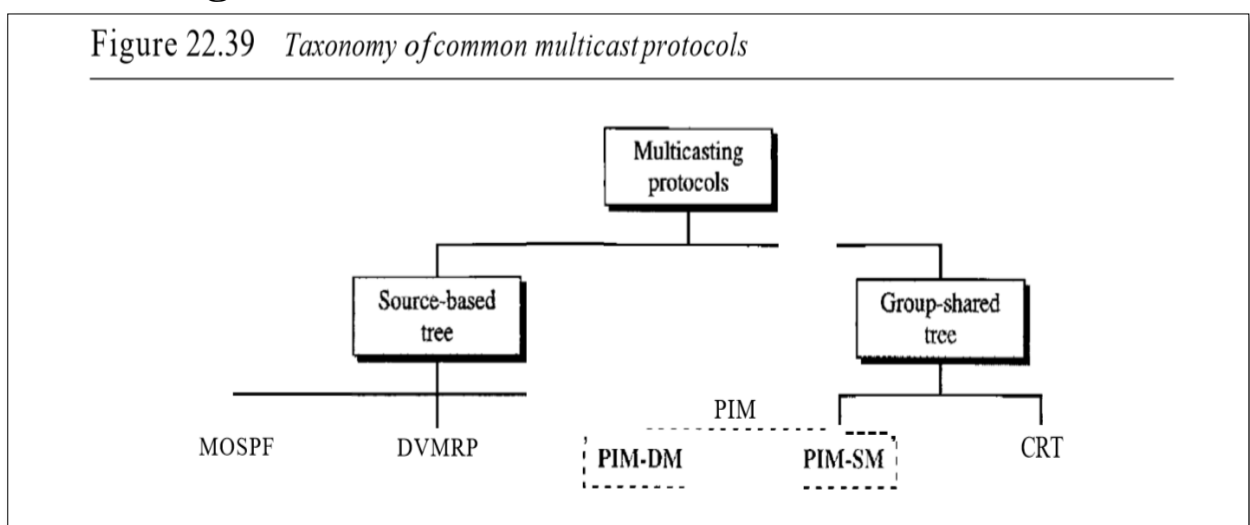 Figure 22.39 Taxonomy of common multicast protocols
Multicasting
protocols
Source-based
tree
Group-shared
tree
PIM
MOSPF DVMRP PIM-DM PIM-SM CRT